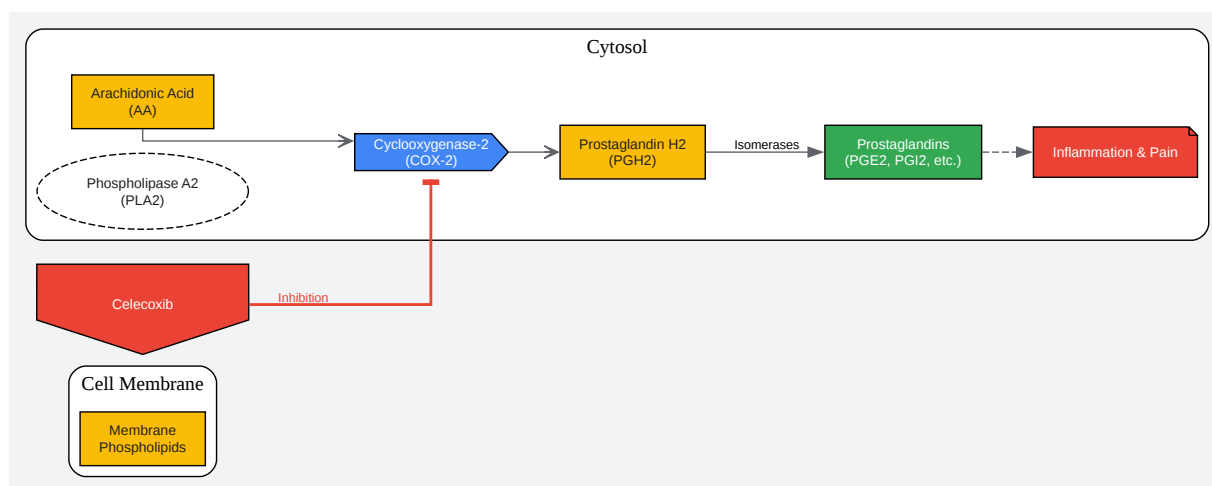 Cytosol
Arachidonic Acid
(AA)
Phospholipase A2
(PLA2)
Cyclooxygenase-2
(COX-2)
Prostaglandin H2
(PGH2)
Isomerases
Prostaglandins
(PGE2, PGI2, etc.)
Inflammation & Pain
Celecoxib
Inhibition
Cell Membrane
Membrane
Phospholipids